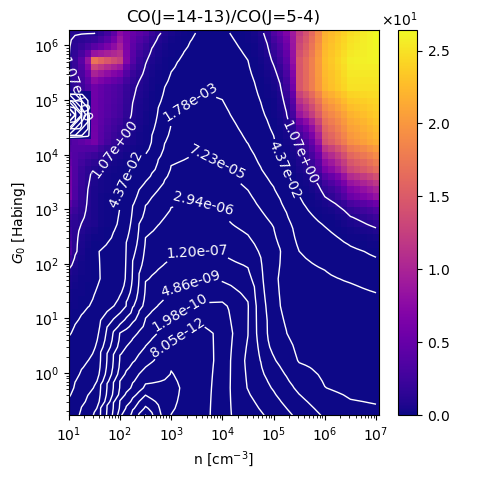 CO(J=14-13)/CO(J=5-4)
×10¹
G₀ [Habing]
10⁶
10⁵
10⁴
10³
10²
10¹
10⁰
1.07e+00
4.37e-02
1.78e-03
7.23e-05
2.94e-06
1.20e-07
4.86e-09
1.98e-10
8.05e-12
1.07e+00
4.37e-02
2.5
2.0
1.5
1.0
0.5
0.0
10¹
10²
10³
10⁴
10⁵
10⁶
10⁷
n [cm⁻³]